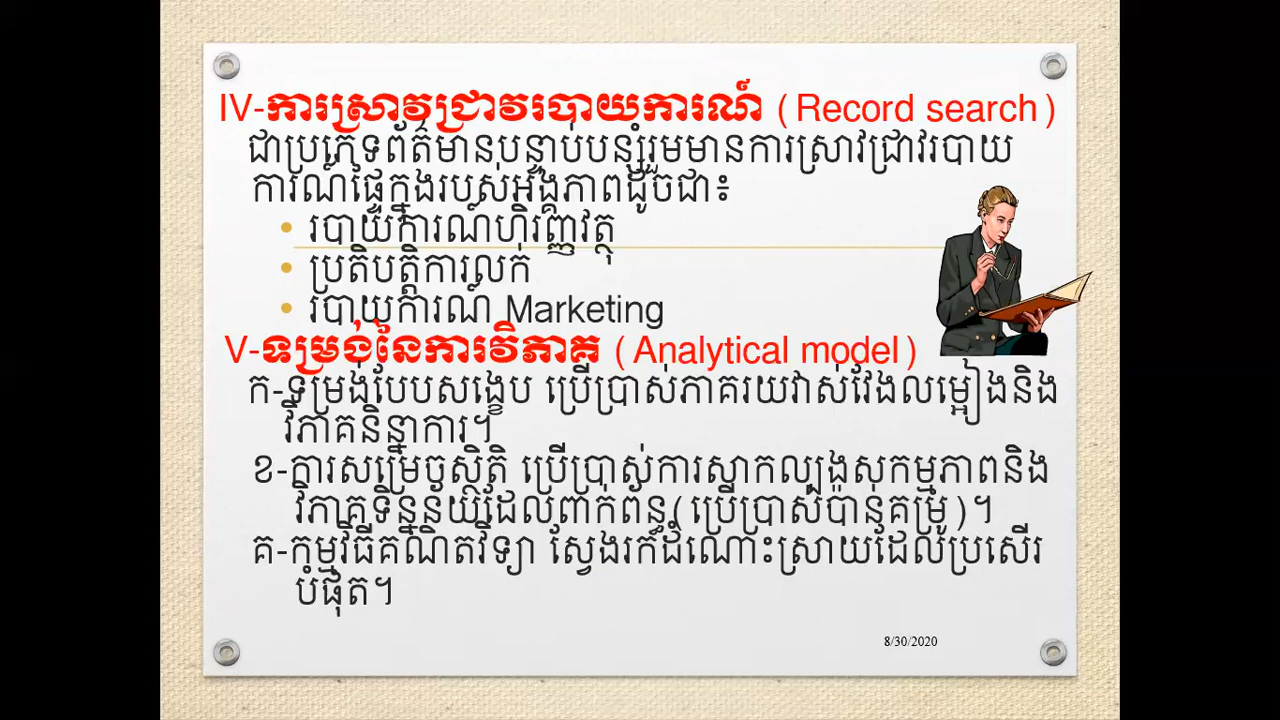 IV-ការស្រាវជ្រាវរបាយការណ៍ ( Record search )
ជាប្រភេទព័ត៌មានបន្ទាប់បន្សំរួមមានការស្រាវជ្រាវរបាយ
ការណ៍ផ្ទៃក្នុងរបស់អង្គភាពដូចជា៖
• របាយការណ៍ហិរញ្ញវត្ថុ
• ប្រតិបត្តិការលក់
• របាយការណ៍ Marketing
V-ទម្រង់នៃការវិភាគ ( Analytical model )
ក-ទម្រង់បែបសង្ខេប ប្រើប្រាស់ភាគរយវាស់វែងលម្អៀងនិង
វិភាគនិន្នាការ។
ខ-ការសម្រេចស្ថិតិ ប្រើប្រាស់ការស្ទាកល្បងសុកម្មភាពនិង
វិភាគទិន្នន័យដែលពាក់ព័ន្ធ( ប្រើប្រាស់ប៉ាន់គម្រូ )។
គ-កម្មវិធីគណិតវិទ្យា ស្វែងរកដំណោះស្រាយដែលប្រសើរ
បំផុត។
8/30/2020